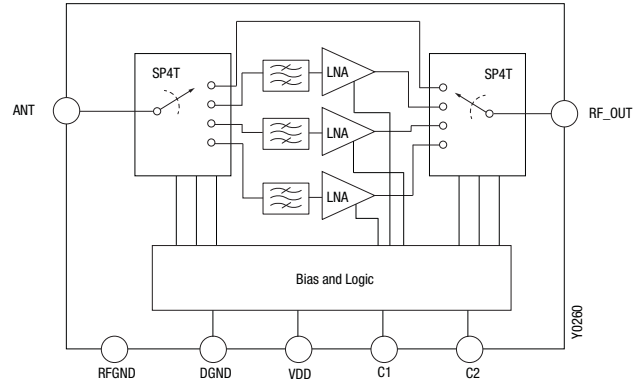 SP4T
SP4T
LNA
ANT
RF_OUT
LNA
LNA
Bias and Logic
Y0260
RFGND
DGND
VDD
C1
C2